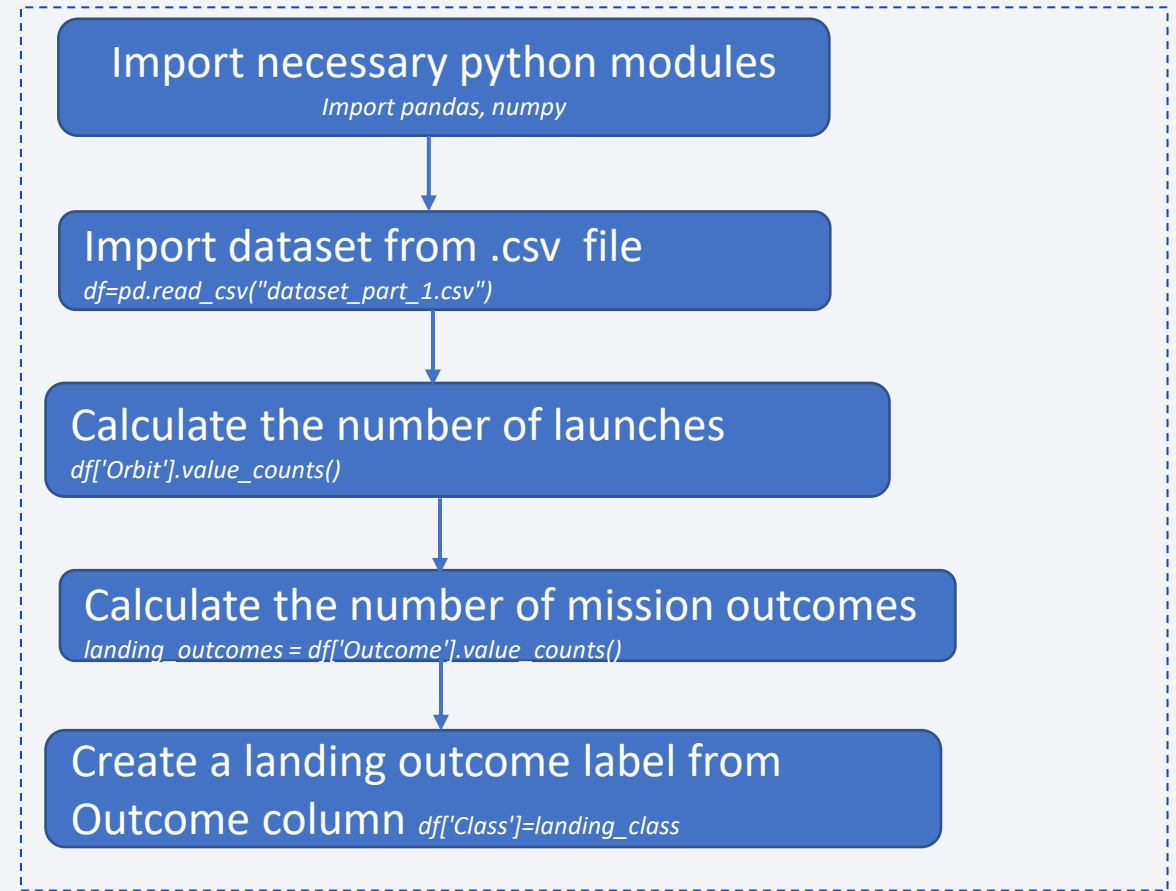 Import necessary python modules
Import pandas, numpy
Import dataset from .csv file
df=pd.read_csv("dataset_part_1.csv")
Calculate the number of launches
df['Orbit'].value_counts()
Calculate the number of mission outcomes
landing_outcomes = df['Outcome'].value_counts()
Create a landing outcome label from
Outcome column df['Class']=landing_class